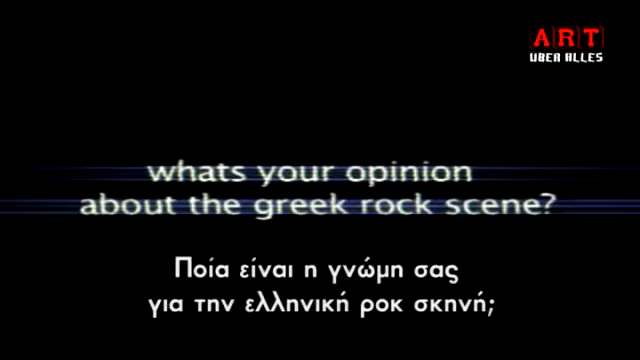 ART
UBER ALLES
whats your opinion
about the greek rock scene?
Ποία είναι η γνώμη σας
για την ελληνική ροκ σκηνή;